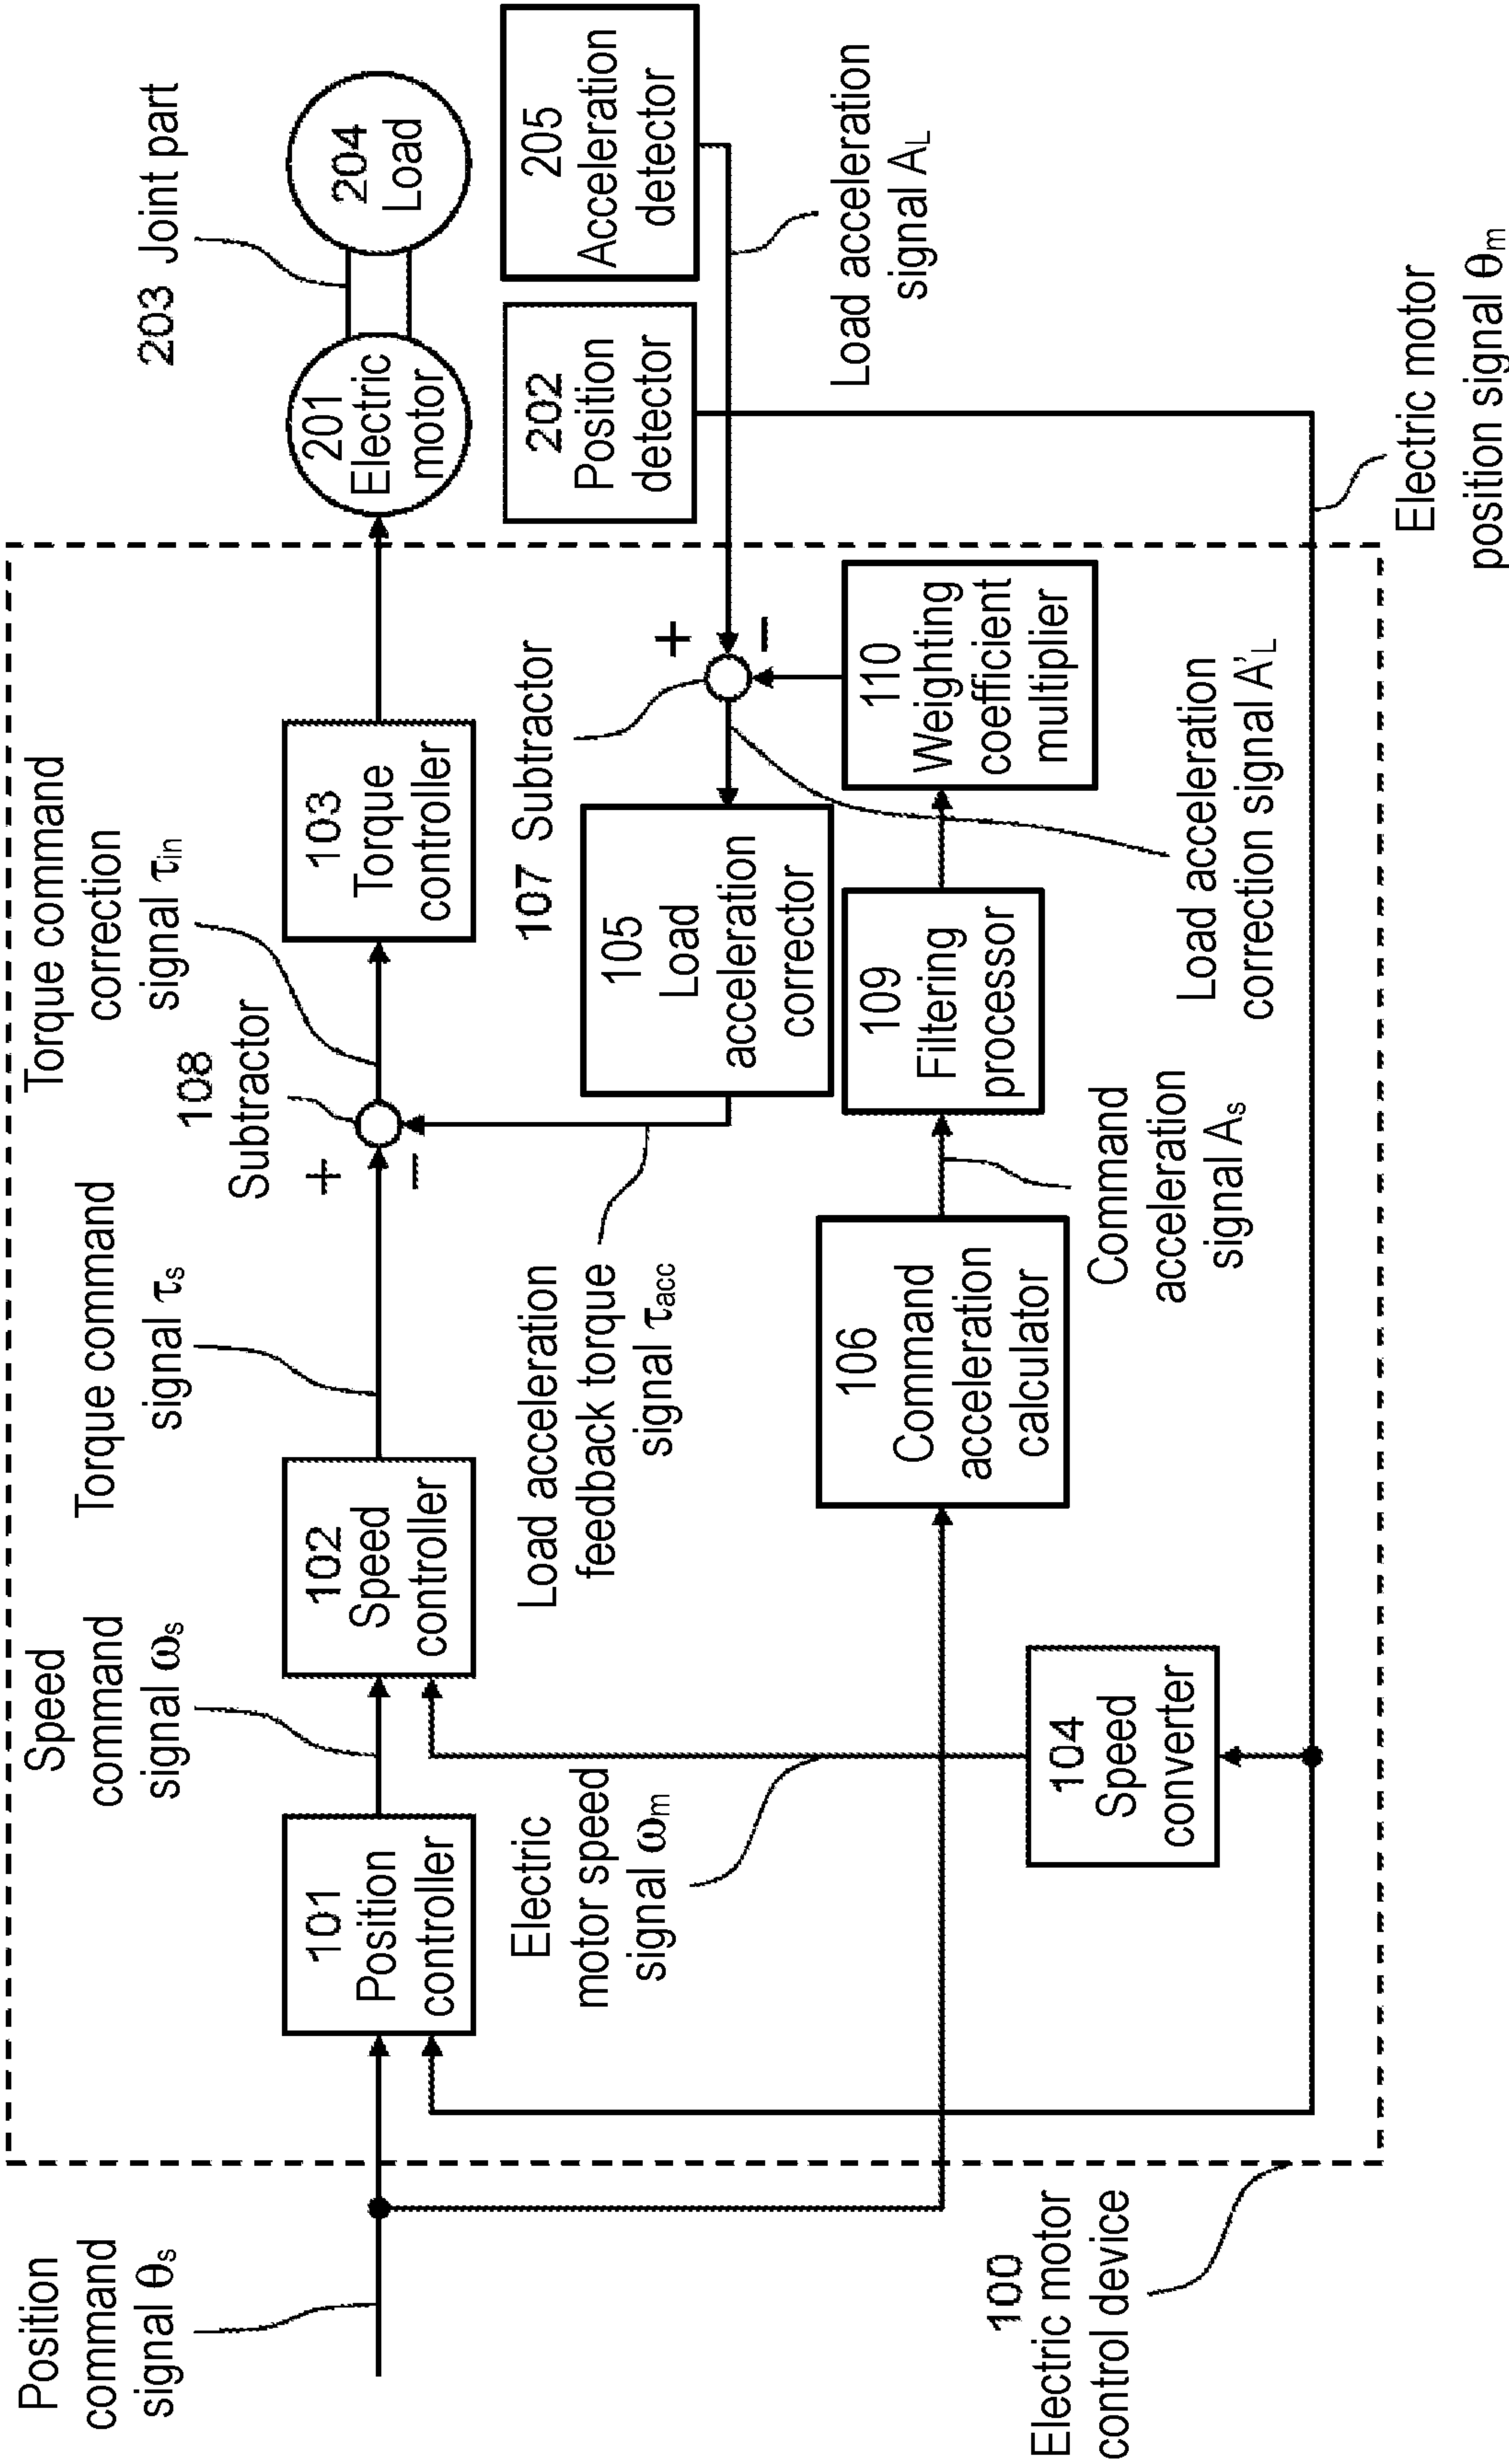 Position
command
signal θs
Speed
command
signal ωs
Torque command
signal τs
Torque command
correction
signal τin
203 Joint part
101
Position
controller
102
Speed
controller
108
Subtractor
+
−
103
Torque
controller
201
Electric
motor
204
Load
Electric
motor speed
signal ωm
Load acceleration
feedback torque
signal τacc
107 Subtractor
+
−
105
Load
acceleration
corrector
202
Position
detector
205
Acceleration
detector
Load acceleration
signal AL
106
Command
acceleration
calculator
109
Filtering
processor
110
Weighting
coefficient
multiplier
104
Speed
converter
Command
acceleration
signal As
Load acceleration
correction signal A'L
100
Electric motor
control device
Electric motor
position signal θm